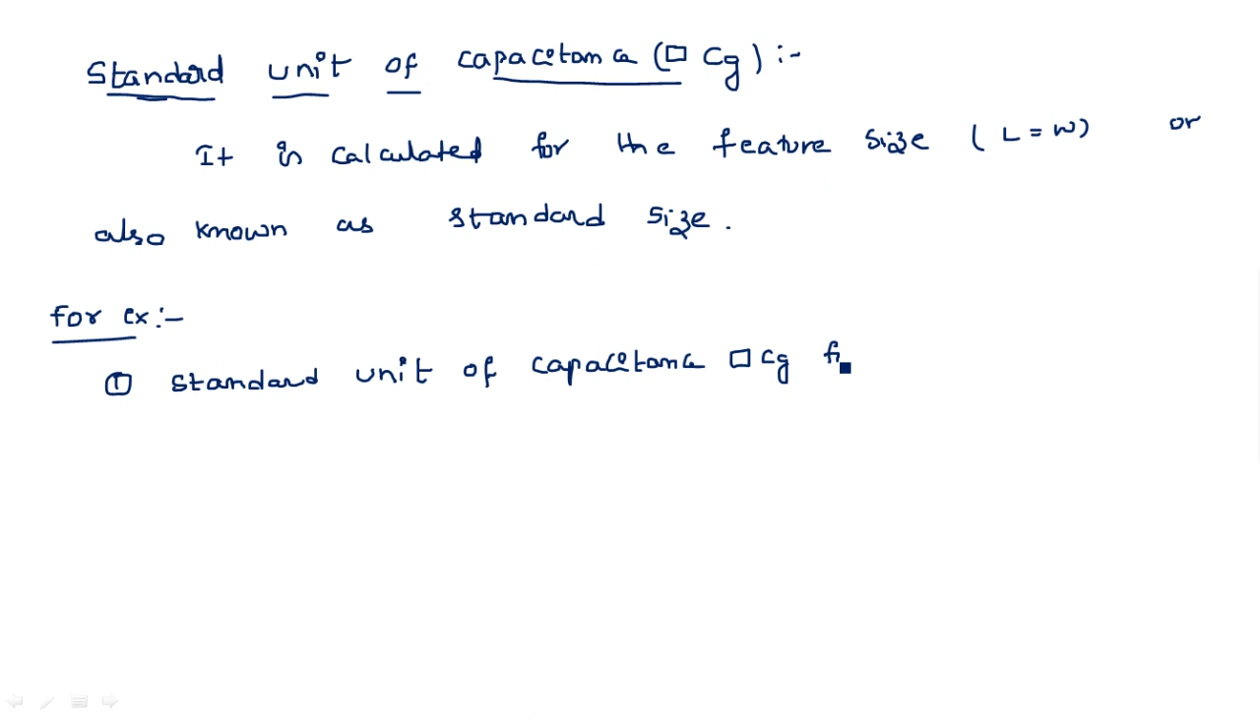 Standard unit of capacitance (□ Cg) :-
It is calculated for the feature size ( L = W) or
also known as standard size.
for ex :-
① standard unit of capacitance □ Cg